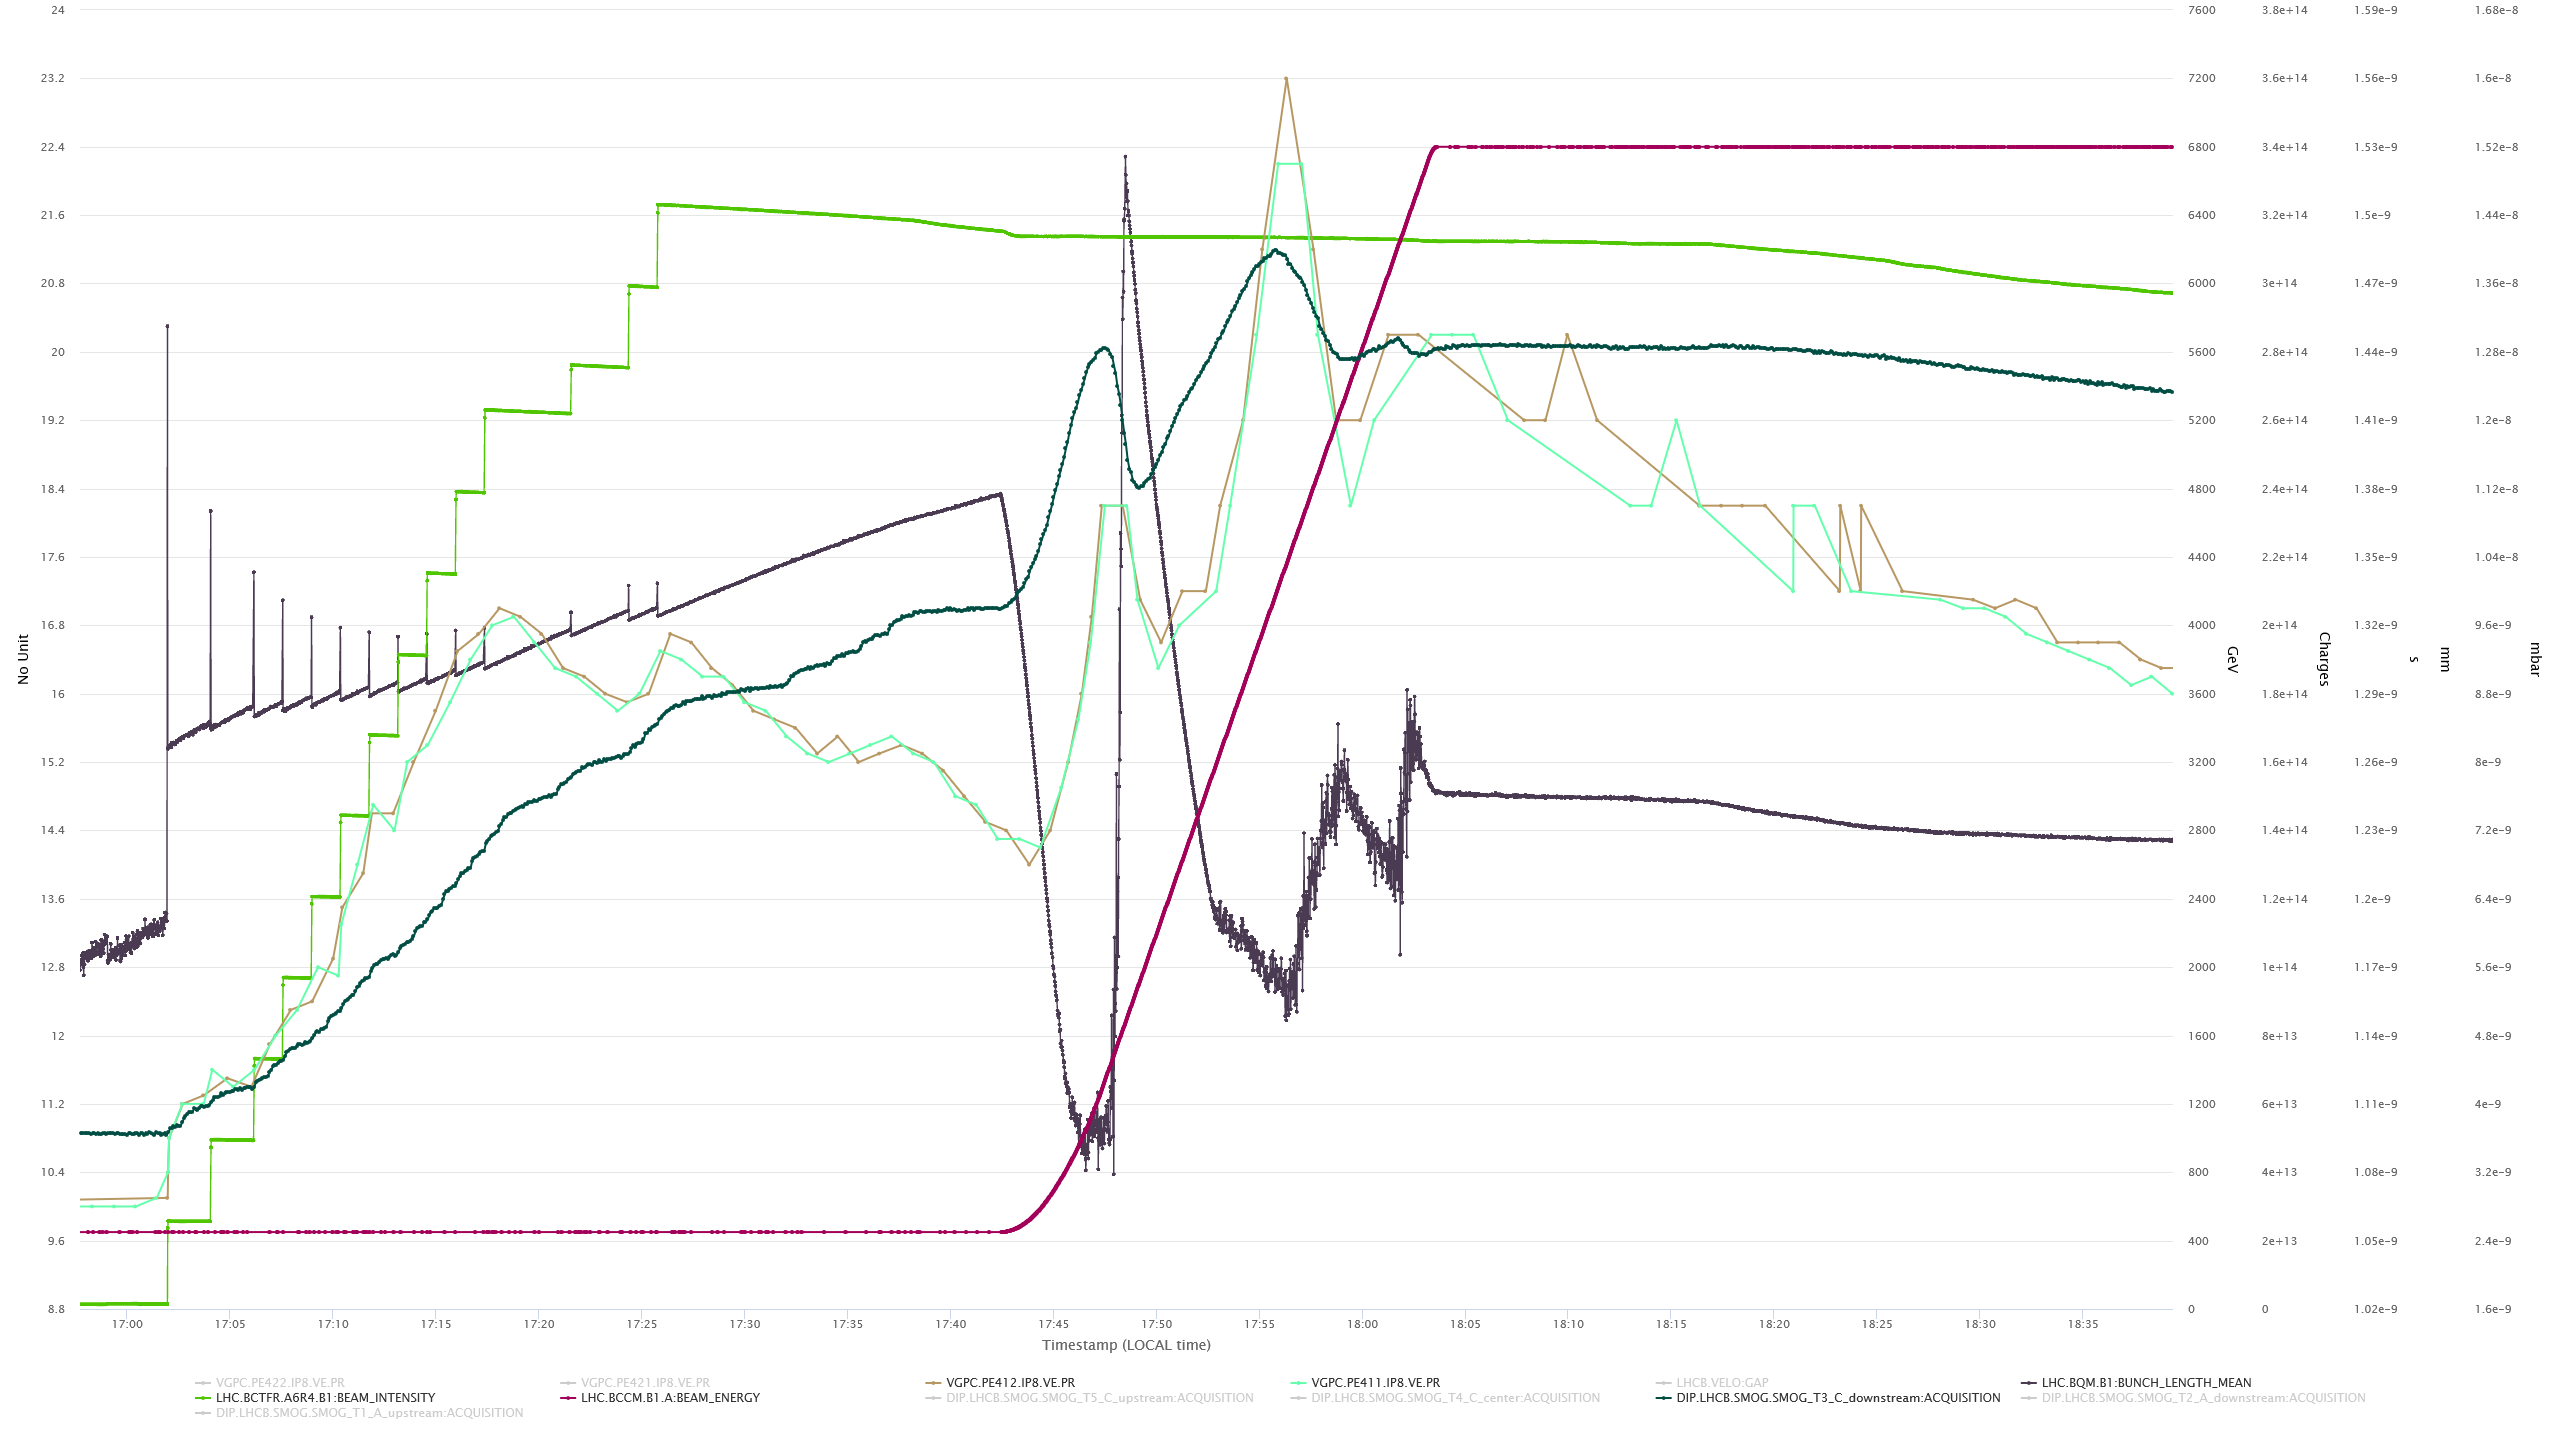 24 7600 3.8e+14 1.59e-9 1.68e-8
23.2 7200 3.6e+14 1.56e-9 1.6e-8
22.4 6800 3.4e+14 1.53e-9 1.52e-8
21.6 6400 3.2e+14 1.5e-9 1.44e-8
20.8 6000 3e+14 1.47e-9 1.36e-8
20 5600 2.8e+14 1.44e-9 1.28e-8
19.2 5200 2.6e+14 1.41e-9 1.2e-8
18.4 4800 2.4e+14 1.38e-9 1.12e-8
17.6 4400 2.2e+14 1.35e-9 1.04e-8
16.8 4000 2e+14 1.32e-9 9.6e-9
No Unit GeV Charges s mm mbar
16 3600 1.8e+14 1.29e-9 8.8e-9
15.2 3200 1.6e+14 1.26e-9 8e-9
14.4 2800 1.4e+14 1.23e-9 7.2e-9
13.6 2400 1.2e+14 1.2e-9 6.4e-9
12.8 2000 1e+14 1.17e-9 5.6e-9
12 1600 8e+13 1.14e-9 4.8e-9
11.2 1200 6e+13 1.11e-9 4e-9
10.4 800 4e+13 1.08e-9 3.2e-9
9.6 400 2e+13 1.05e-9 2.4e-9
8.8 0 0 1.02e-9 1.6e-9
17:00 17:05 17:10 17:15 17:20 17:25 17:30 17:35 17:40 17:45 17:50 17:55 18:00 18:05 18:10 18:15 18:20 18:25 18:30 18:35
Timestamp (LOCAL time)
VGPC.PE422.IP8.VE.PR VGPC.PE421.IP8.VE.PR VGPC.PE412.IP8.VE.PR VGPC.PE411.IP8.VE.PR LHCB.VELO:GAP LHC.BQM.B1:BUNCH_LENGTH_MEAN
LHC.BCTFR.A6R4.B1:BEAM_INTENSITY LHC.BCCM.B1.A:BEAM_ENERGY DIP.LHCB.SMOG.SMOG_T5_C_upstream:ACQUISITION DIP.LHCB.SMOG.SMOG_T4_C_center:ACQUISITION DIP.LHCB.SMOG.SMOG_T3_C_downstream:ACQUISITION DIP.LHCB.SMOG.SMOG_T2_A_downstream:ACQUISITION
DIP.LHCB.SMOG.SMOG_T1_A_upstream:ACQUISITION